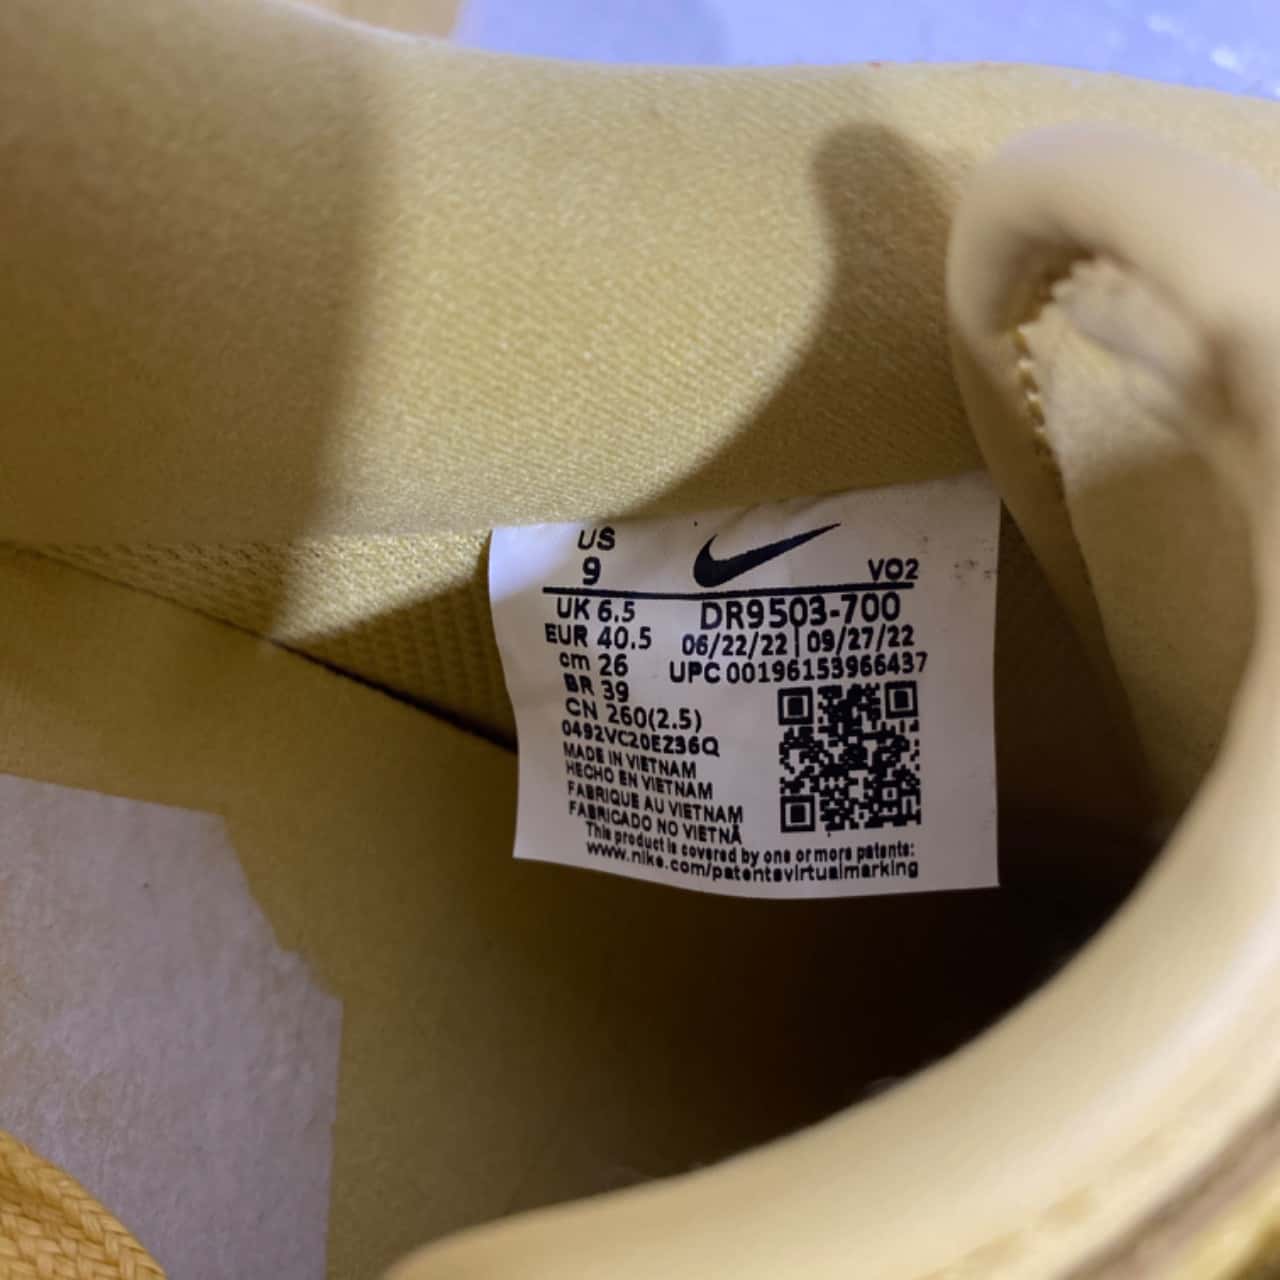 US
9
VO2
UK 6.5
DR9503-700
EUR 40.5
06/22/22 | 09/27/22
cm 26
UPC 00196153966437
BR 39
CN 260(2.5)
0492VC20EZ36Q
MADE IN VIETNAM
HECHO EN VIETNAM
FABRIQUE AU VIETNAM
FABRICADO NO VIETNÃ
This product is covered by one or more patents:
www.nike.com/patentsvirtualmarking